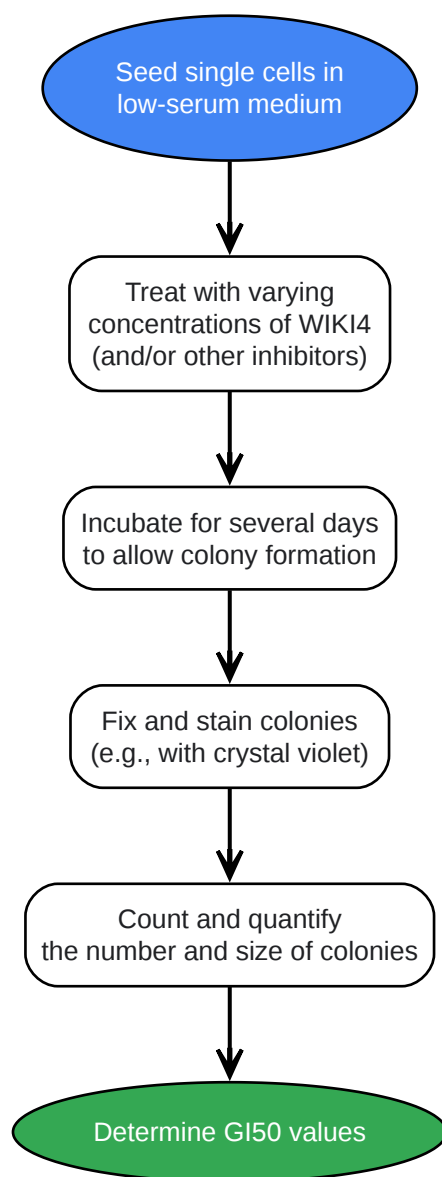 Seed single cells in
low-serum medium
Treat with varying
concentrations of WIKI4
(and/or other inhibitors)
Incubate for several days
to allow colony formation
Fix and stain colonies
(e.g., with crystal violet)
Count and quantify
the number and size of colonies
Determine GI50 values